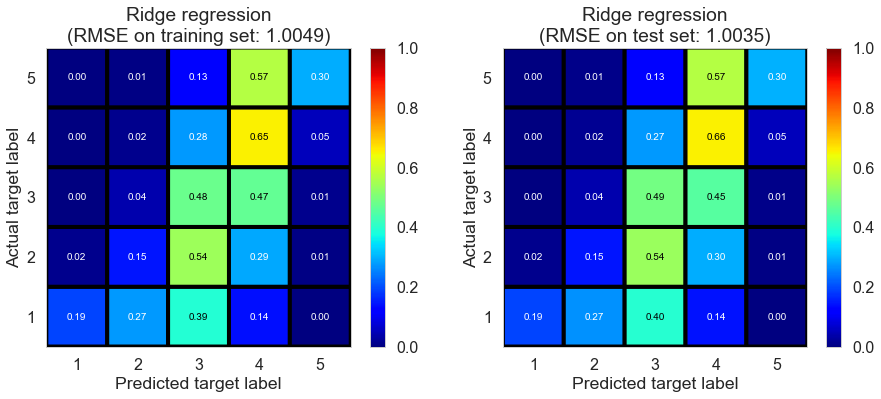 Ridge regression
(RMSE on training set: 1.0049)
Actual target label
5
0.00 0.01 0.13 0.57 0.30
4
0.00 0.02 0.28 0.65 0.05
3
0.00 0.04 0.48 0.47 0.01
2
0.02 0.15 0.54 0.29 0.01
1
0.19 0.27 0.39 0.14 0.00
1 2 3 4 5
Predicted target label
1.0
0.8
0.6
0.4
0.2
0.0
Ridge regression
(RMSE on test set: 1.0035)
Actual target label
5
0.00 0.01 0.13 0.57 0.30
4
0.00 0.02 0.27 0.66 0.05
3
0.00 0.04 0.49 0.45 0.01
2
0.02 0.15 0.54 0.30 0.01
1
0.19 0.27 0.40 0.14 0.00
1 2 3 4 5
Predicted target label
1.0
0.8
0.6
0.4
0.2
0.0